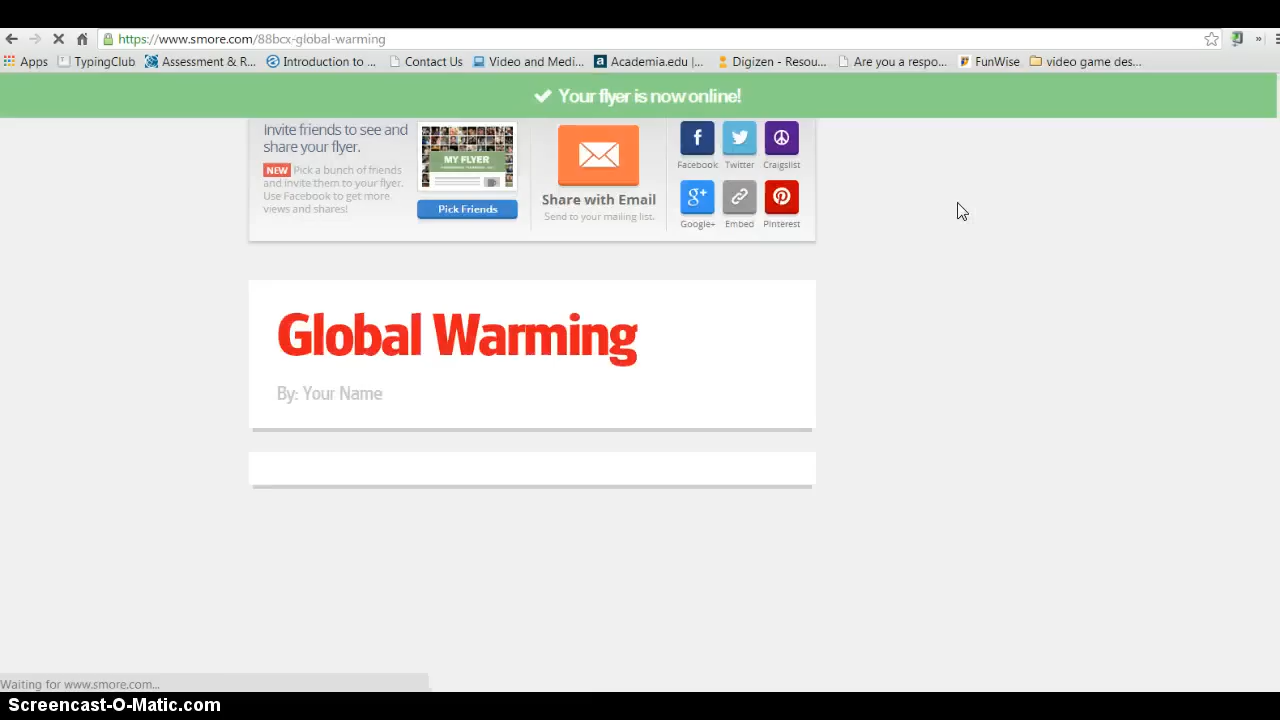 https://www.smore.com/88bcx-global-warming
Apps TypingClub Assessment & R... Introduction to ... Contact Us Video and Medi... Academia.edu |... Digizen - Resou... Are you a respo... FunWise video game des...
Your flyer is now online!
Invite friends to see and
share your flyer.
NEW Pick a bunch of friends
and invite them to your flyer.
Use Facebook to get more
views and shares!
MY FLYER
Pick Friends
Share with Email
Send to your mailing list.
Facebook Twitter Craigslist
Google+ Embed Pinterest
Global Warming
By: Your Name
Waiting for www.smore.com...
Screencast-O-Matic.com